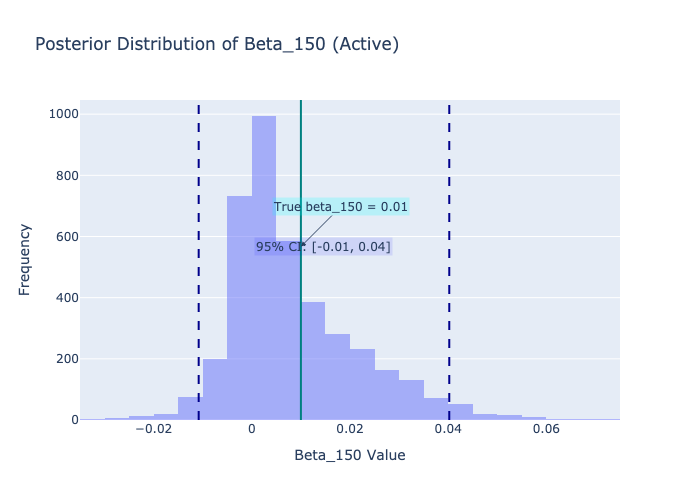 Posterior Distribution of Beta_150 (Active)
1000
800
600
400
200
0
Frequency
True beta_150 = 0.01
95% CI: [-0.01, 0.04]
−0.02
0
0.02
0.04
0.06
Beta_150 Value